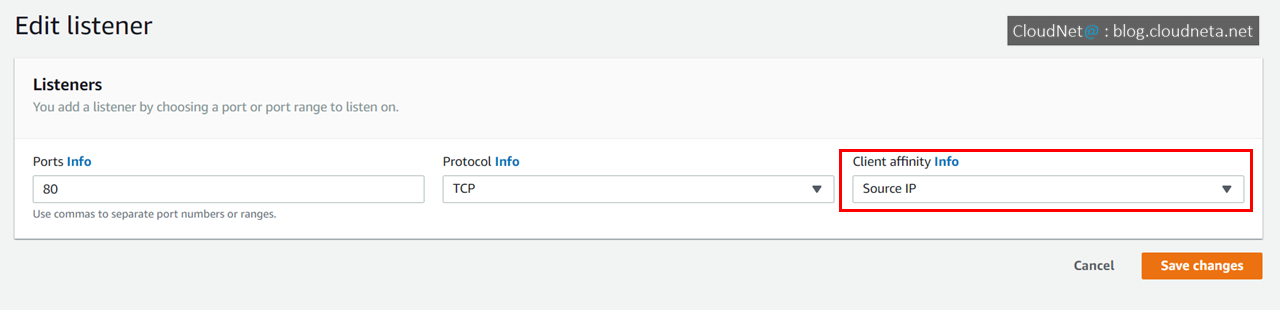 Edit listener
CloudNet@ : blog.cloudneta.net
Listeners
You add a listener by choosing a port or port range to listen on.
Ports Info
80
Use commas to separate port numbers or ranges.
Protocol Info
TCP
Client affinity Info
Source IP
Cancel
Save changes